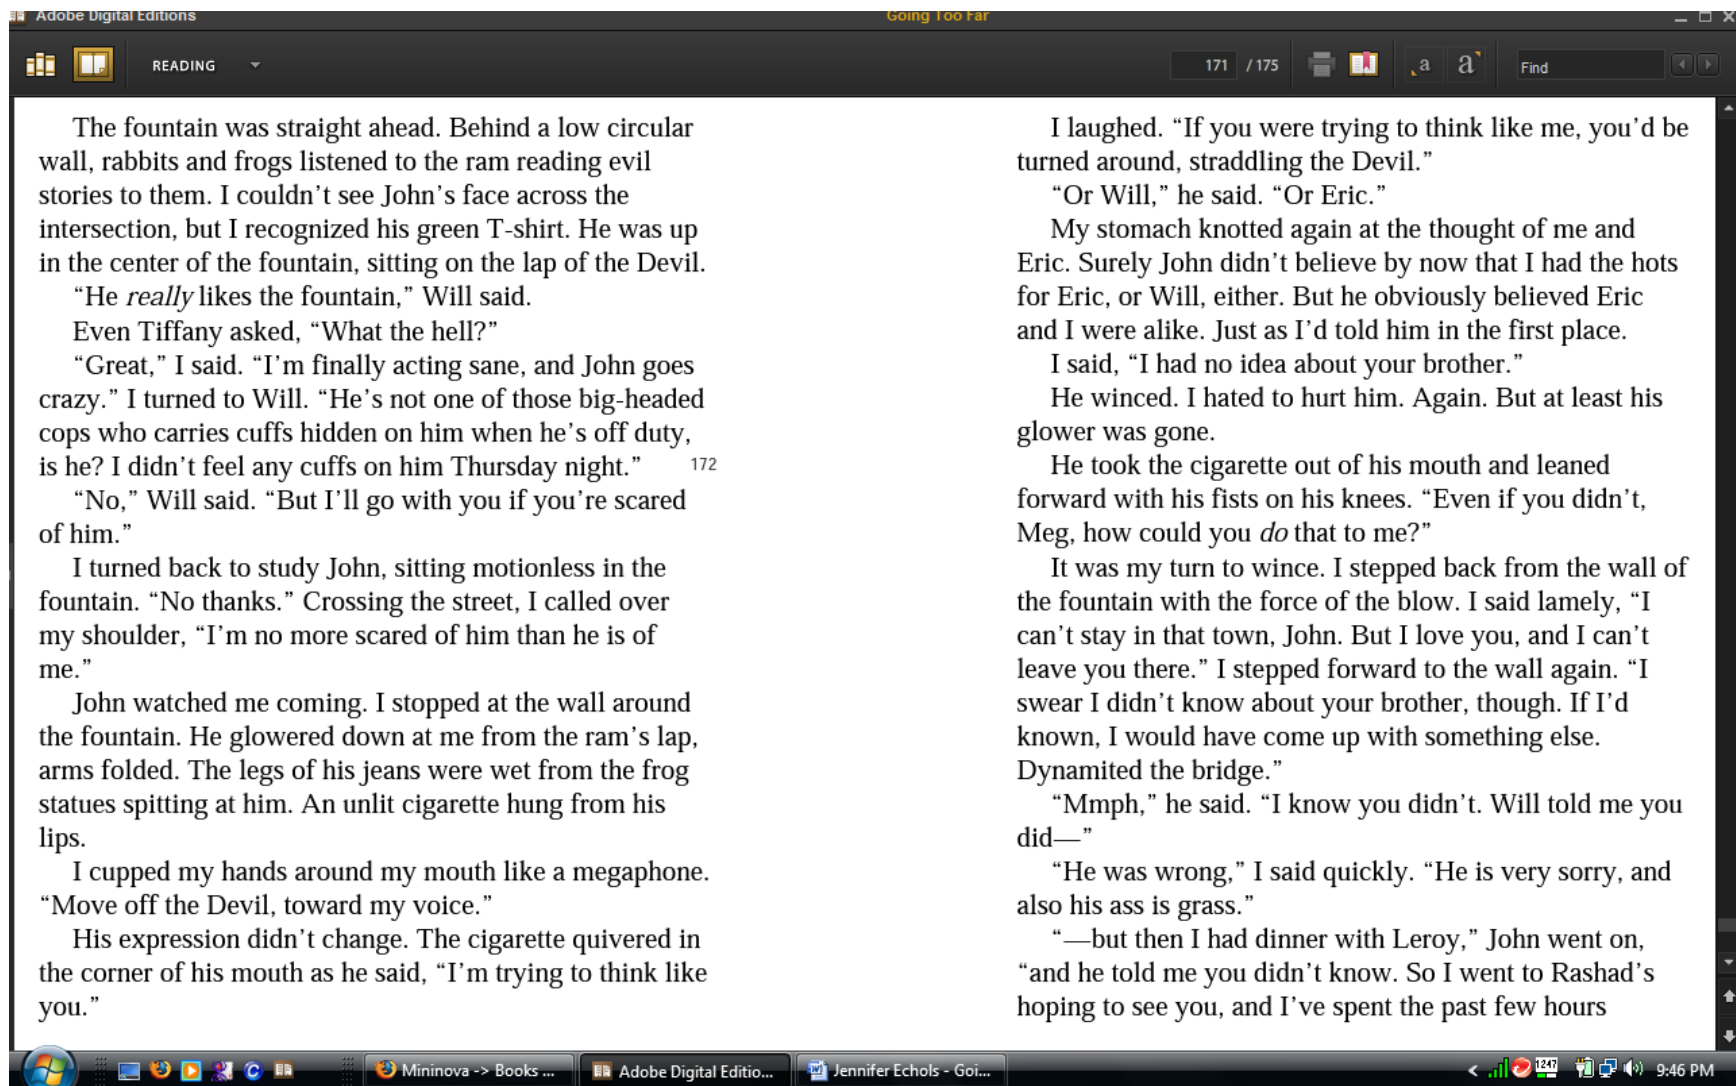 Adobe Digital Editions
Going Too Far
READING
171 / 175
a
a
Find
The fountain was straight ahead. Behind a low circular
wall, rabbits and frogs listened to the ram reading evil
stories to them. I couldn’t see John’s face across the
intersection, but I recognized his green T-shirt. He was up
in the center of the fountain, sitting on the lap of the Devil.
“He really likes the fountain,” Will said.
Even Tiffany asked, “What the hell?”
“Great,” I said. “I’m finally acting sane, and John goes
crazy.” I turned to Will. “He’s not one of those big-headed
cops who carries cuffs hidden on him when he’s off duty,
is he? I didn’t feel any cuffs on him Thursday night.”
172
“No,” Will said. “But I’ll go with you if you’re scared
of him.”
I turned back to study John, sitting motionless in the
fountain. “No thanks.” Crossing the street, I called over
my shoulder, “I’m no more scared of him than he is of
me.”
John watched me coming. I stopped at the wall around
the fountain. He glowered down at me from the ram’s lap,
arms folded. The legs of his jeans were wet from the frog
statues spitting at him. An unlit cigarette hung from his
lips.
I cupped my hands around my mouth like a megaphone.
“Move off the Devil, toward my voice.”
His expression didn’t change. The cigarette quivered in
the corner of his mouth as he said, “I’m trying to think like
you.”
I laughed. “If you were trying to think like me, you’d be
turned around, straddling the Devil.”
“Or Will,” he said. “Or Eric.”
My stomach knotted again at the thought of me and
Eric. Surely John didn’t believe by now that I had the hots
for Eric, or Will, either. But he obviously believed Eric
and I were alike. Just as I’d told him in the first place.
I said, “I had no idea about your brother.”
He winced. I hated to hurt him. Again. But at least his
glower was gone.
He took the cigarette out of his mouth and leaned
forward with his fists on his knees. “Even if you didn’t,
Meg, how could you do that to me?”
It was my turn to wince. I stepped back from the wall of
the fountain with the force of the blow. I said lamely, “I
can’t stay in that town, John. But I love you, and I can’t
leave you there.” I stepped forward to the wall again. “I
swear I didn’t know about your brother, though. If I’d
known, I would have come up with something else.
Dynamited the bridge.”
“Mmph,” he said. “I know you didn’t. Will told me you
did—”
“He was wrong,” I said quickly. “He is very sorry, and
also his ass is grass.”
“—but then I had dinner with Leroy,” John went on,
“and he told me you didn’t know. So I went to Rashad’s
hoping to see you, and I’ve spent the past few hours
Mininova -> Books ...
Adobe Digital Editio...
Jennifer Echols - Goi...
9:46 PM